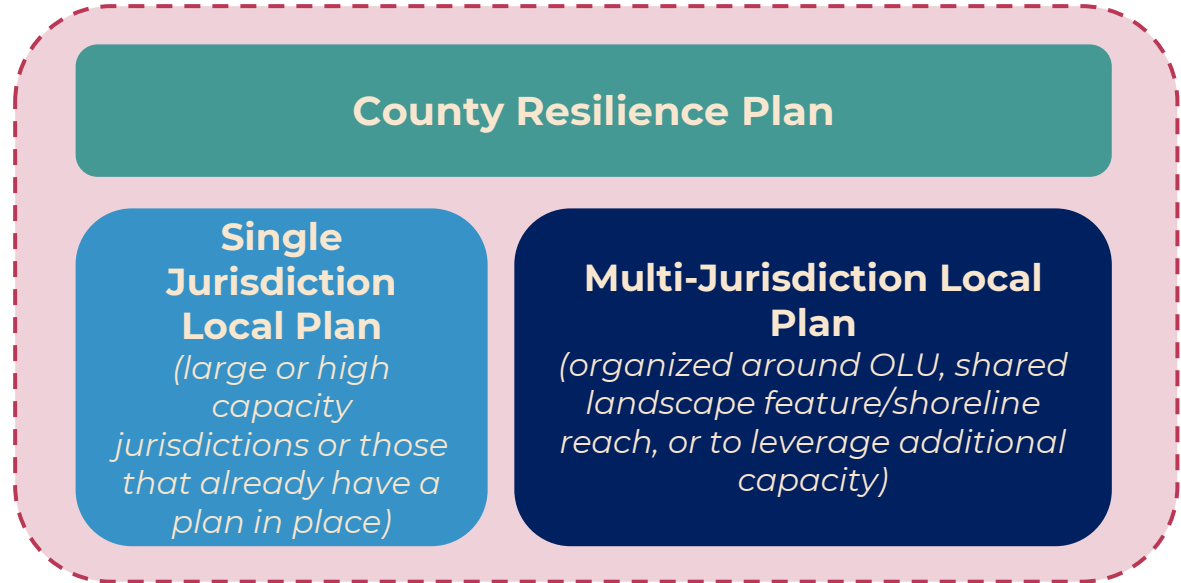 County Resilience Plan
Single
Jurisdiction
Local Plan
(large or high
capacity
jurisdictions or those
that already have a
plan in place)
Multi-Jurisdiction Local
Plan
(organized around OLU, shared
landscape feature/shoreline
reach, or to leverage additional
capacity)